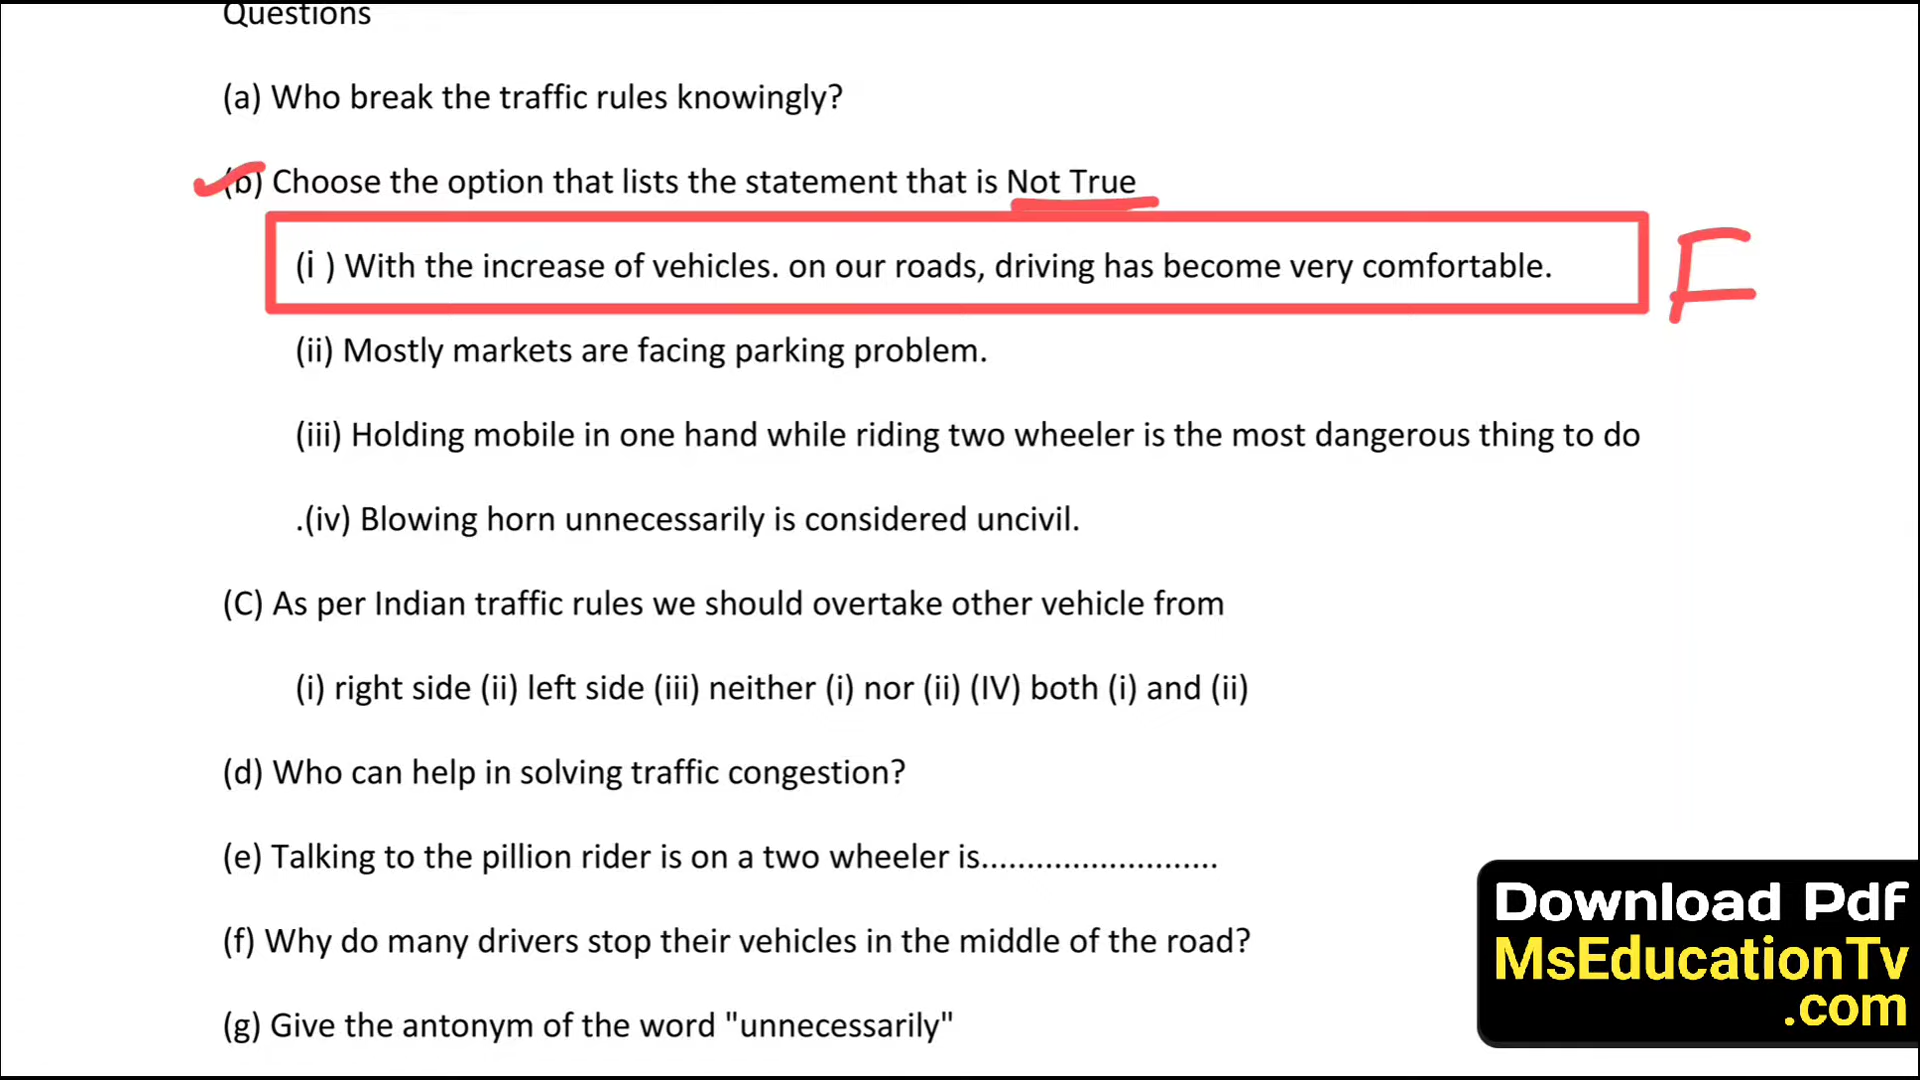 Questions
(a) Who break the traffic rules knowingly?
(b) Choose the option that lists the statement that is Not True
(i ) With the increase of vehicles. on our roads, driving has become very comfortable.
F
(ii) Mostly markets are facing parking problem.
(iii) Holding mobile in one hand while riding two wheeler is the most dangerous thing to do
.(iv) Blowing horn unnecessarily is considered uncivil.
(C) As per Indian traffic rules we should overtake other vehicle from
(i) right side (ii) left side (iii) neither (i) nor (ii) (IV) both (i) and (ii)
(d) Who can help in solving traffic congestion?
(e) Talking to the pillion rider is on a two wheeler is..........................
(f) Why do many drivers stop their vehicles in the middle of the road?
(g) Give the antonym of the word "unnecessarily"
Download Pdf
MsEducationTv
.com